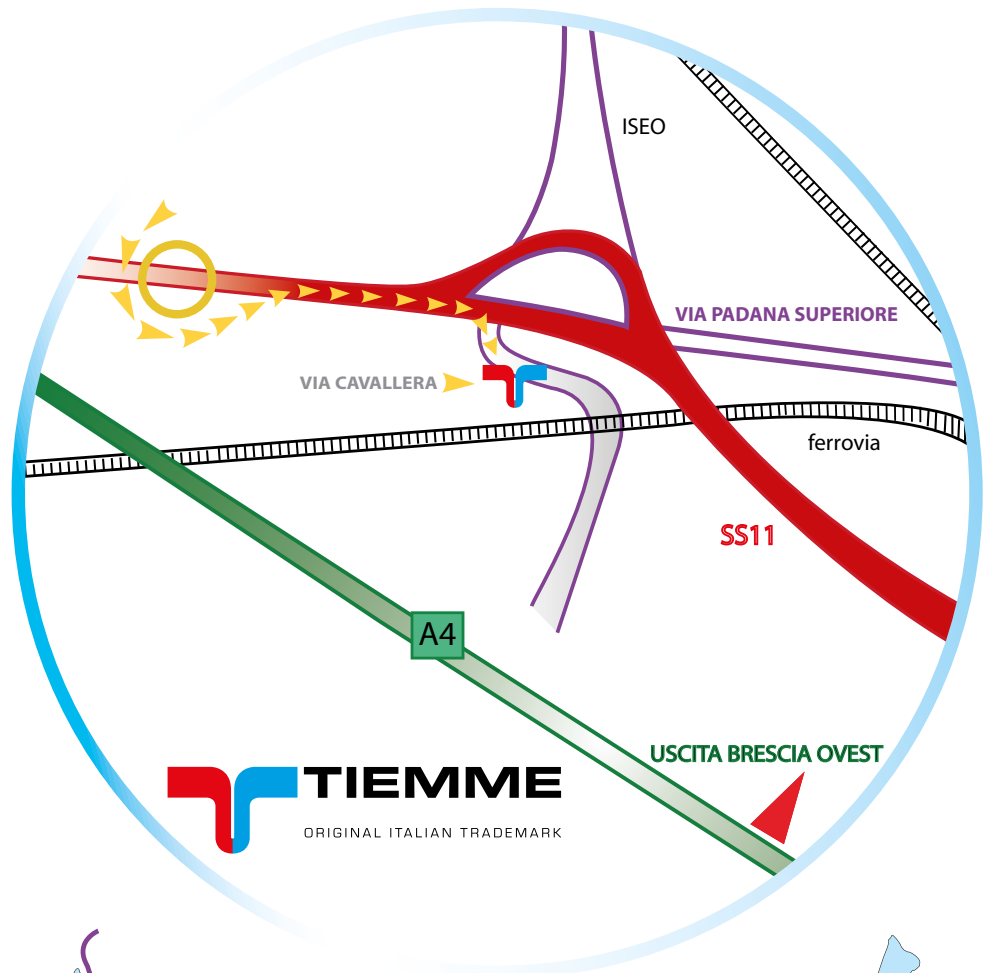 ISEO
VIA PADANA SUPERIORE
VIA CAVALLERA
ferrovia
SS11
A4
USCITA BRESCIA OVEST
TIEMME
ORIGINAL ITALIAN TRADEMARK